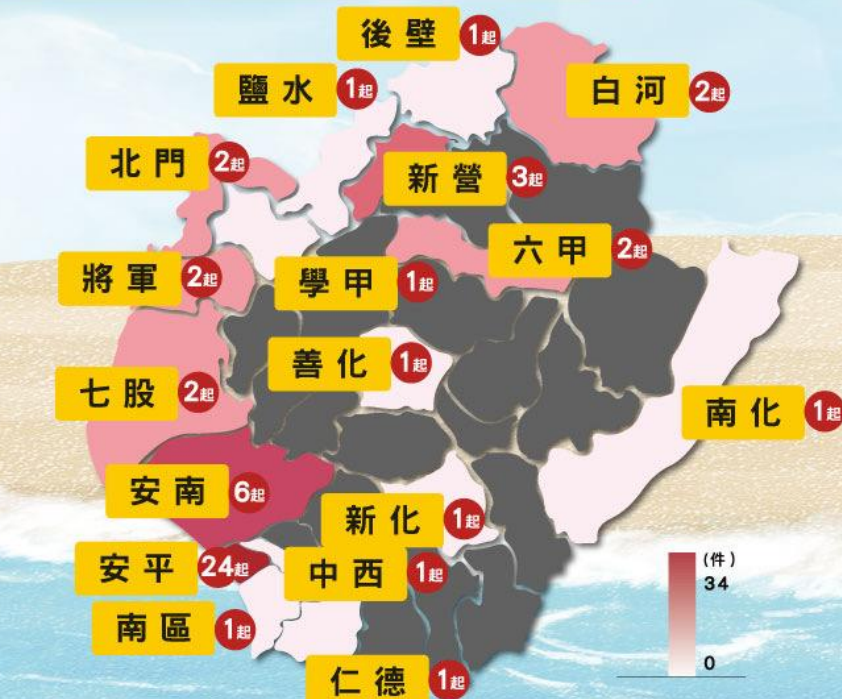 後壁 1起
白河 2起
鹽水 1起
北門 2起
新營 3起
六甲 2起
將軍 2起
學甲 1起
善化 1起
七股 2起
南化 1起
安南 6起
新化 1起
安平 24起
中西 1起
南區 1起
仁德 1起
(件)
34
0